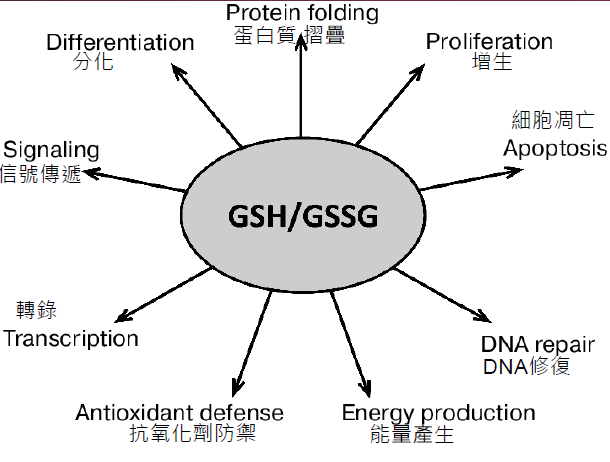 Protein folding
蛋白質 摺疊
Differentiation
分化
Proliferation
增生
細胞凋亡
Apoptosis
Signaling
信號傳遞
GSH/GSSG
轉錄
Transcription
DNA repair
DNA修復
Antioxidant defense
抗氧化劑防禦
Energy production
能量產生